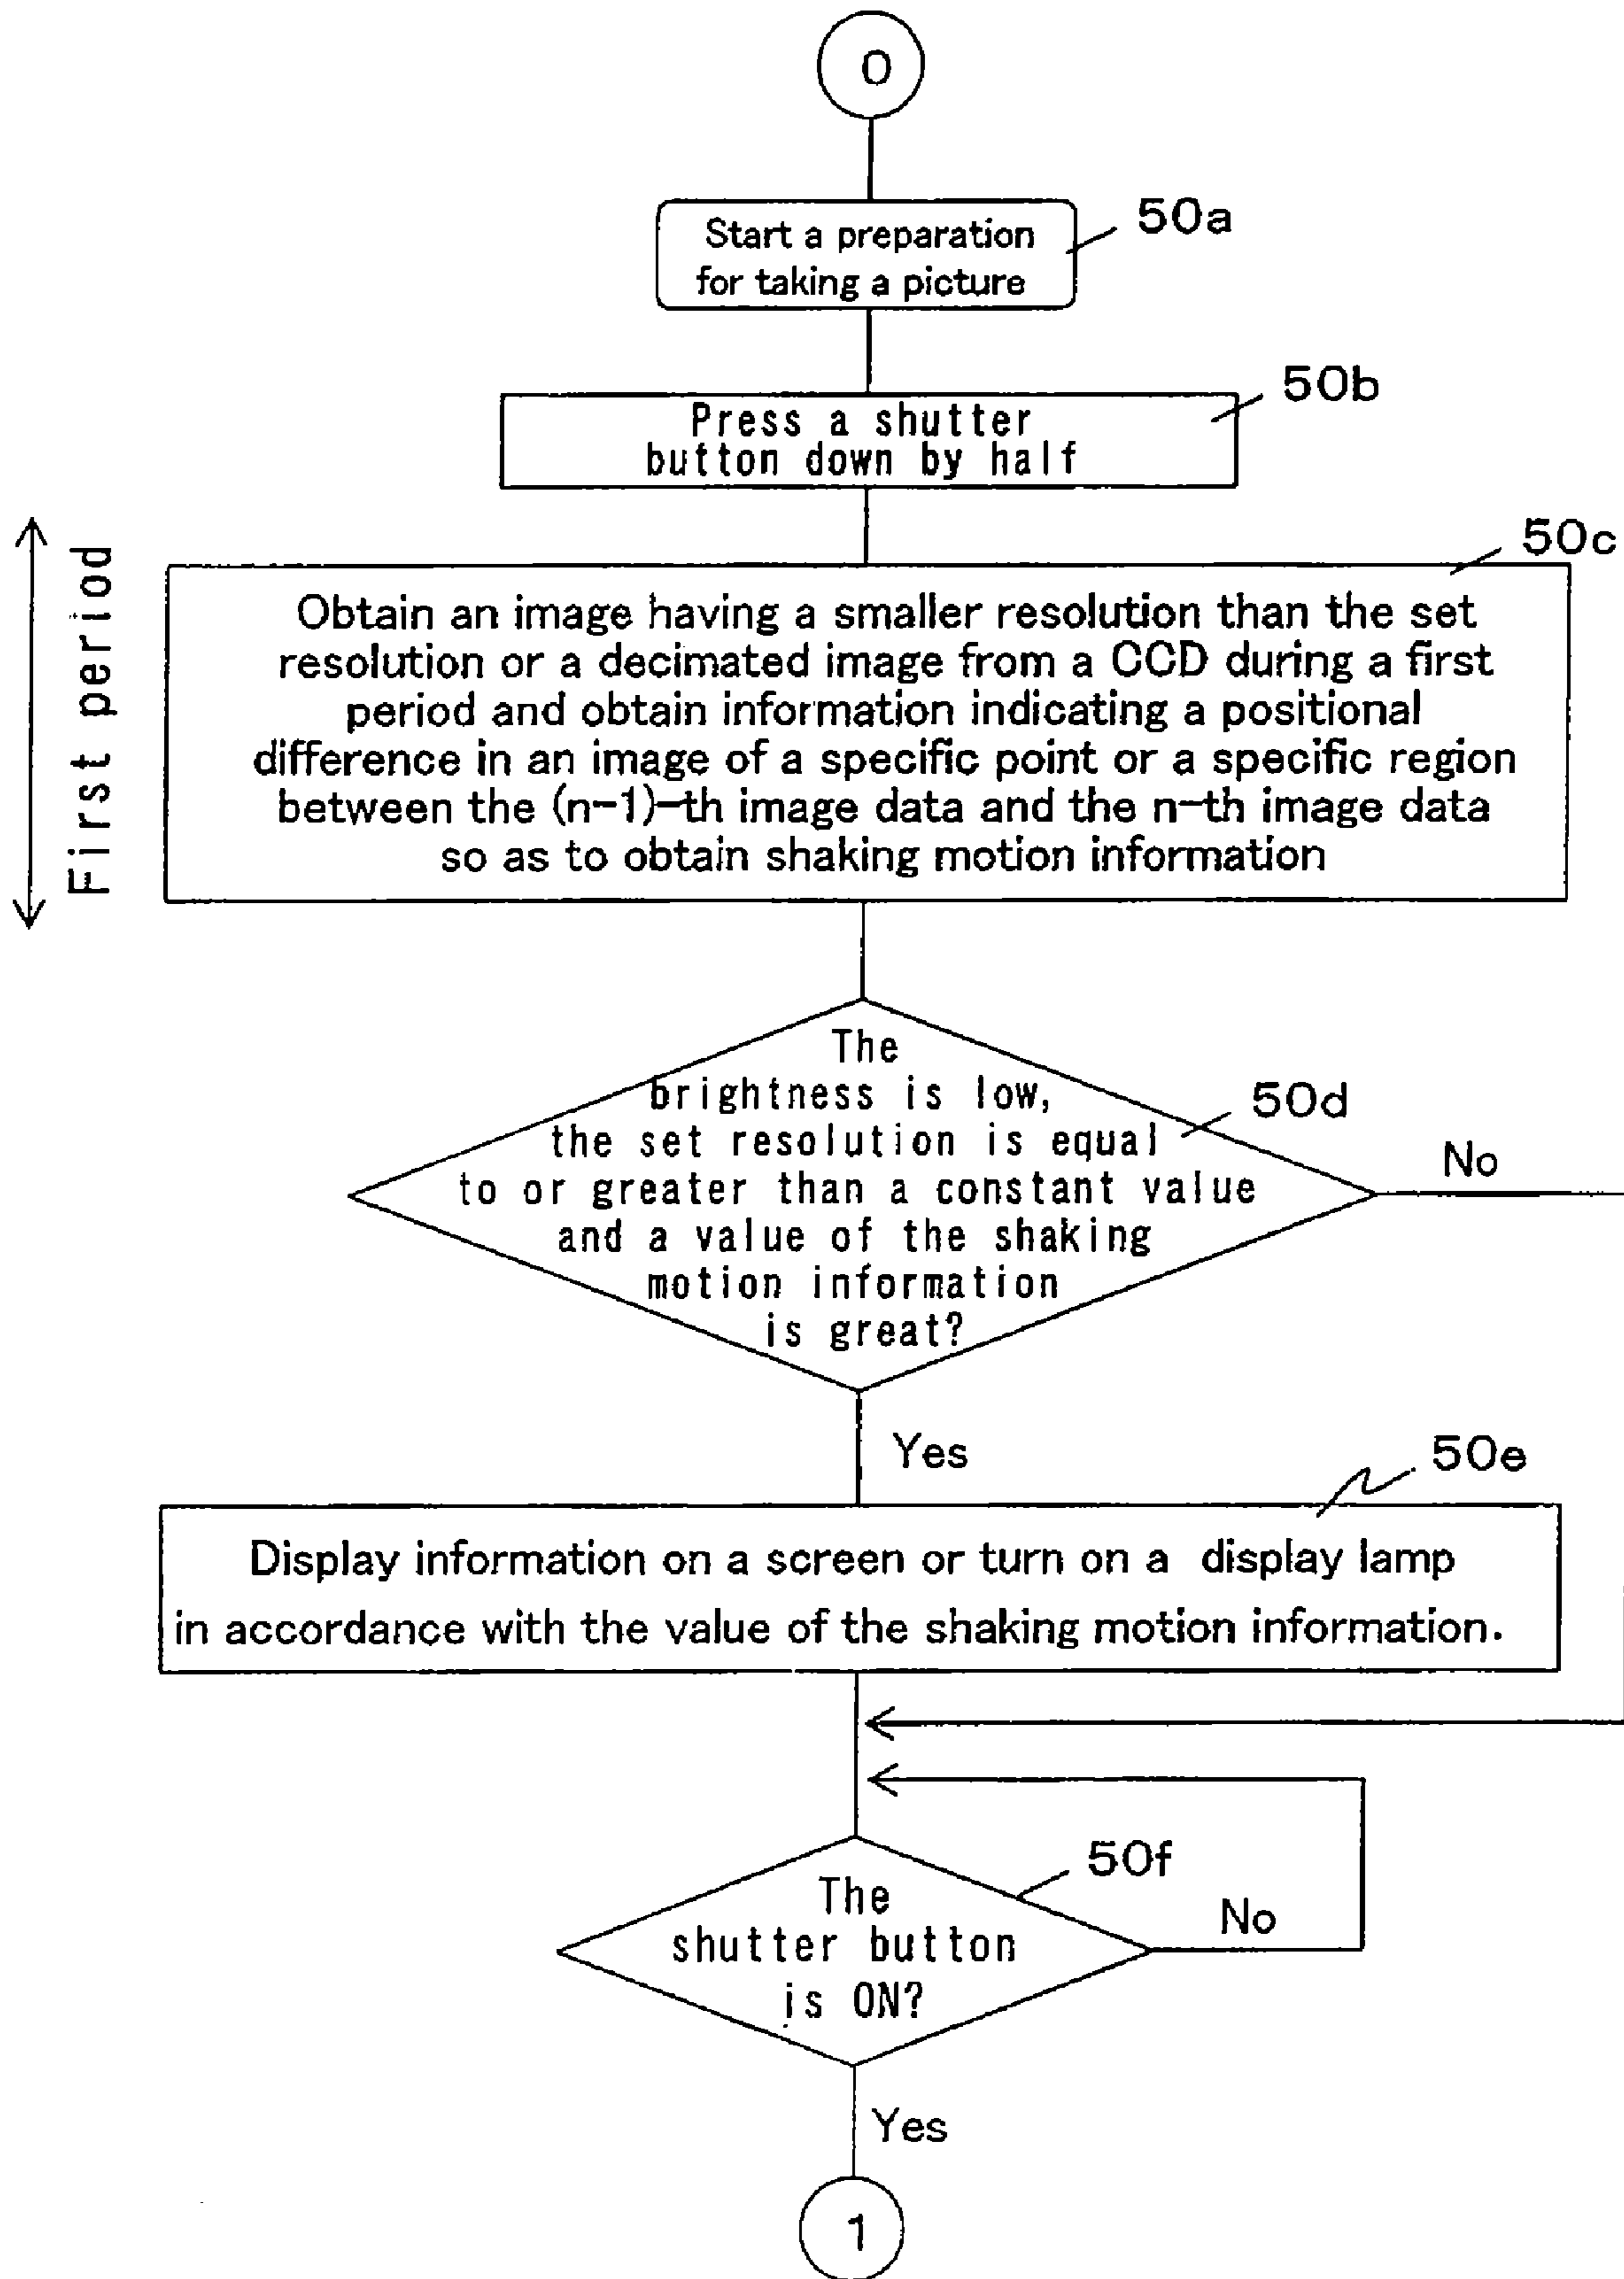 0
Start a preparation
for taking a picture
50a
Press a shutter
button down by half
50b
First period
50c
Obtain an image having a smaller resolution than the set
resolution or a decimated image from a CCD during a first
period and obtain information indicating a positional
difference in an image of a specific point or a specific region
between the (n-1)-th image data and the n-th image data
so as to obtain shaking motion information
The
brightness is low,
the set resolution is equal
to or greater than a constant value
and a value of the shaking
motion information
is great?
50d
No
Yes
50e
Display information on a screen or turn on a display lamp
in accordance with the value of the shaking motion information.
The
shutter button
is ON?
50f
No
Yes
1